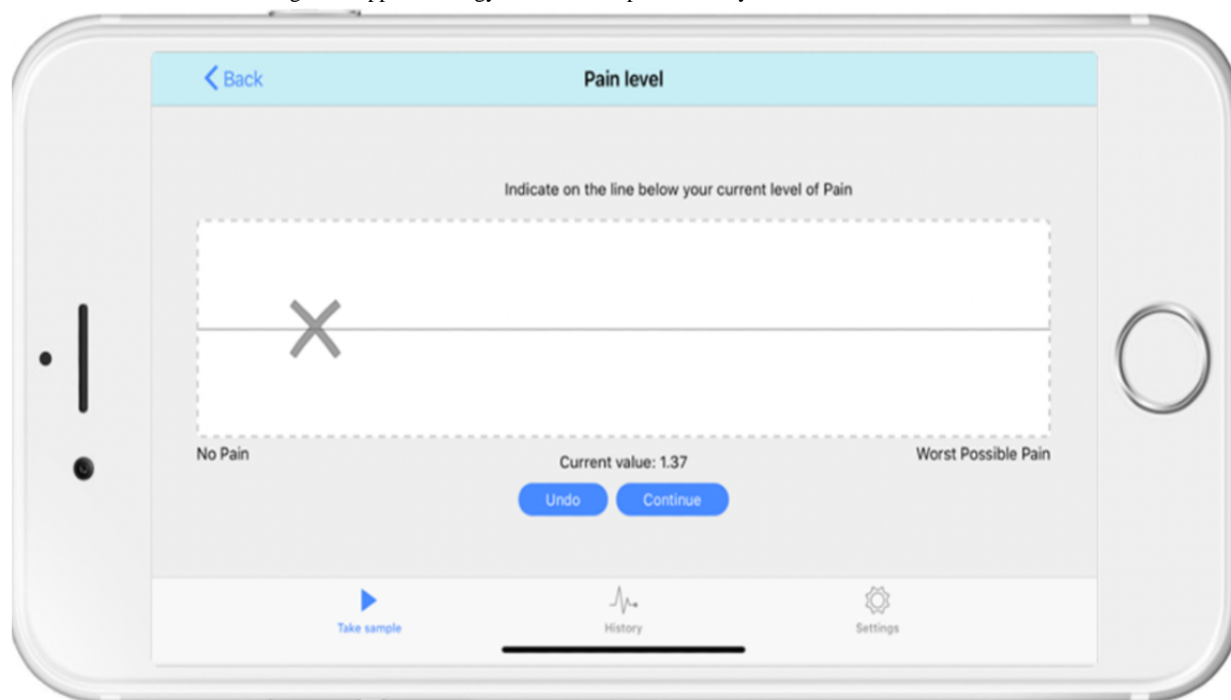 Back
Pain level
Indicate on the line below your current level of Pain
No Pain
Current value: 1.37
Worst Possible Pain
Undo
Continue
Take sample
History
Settings